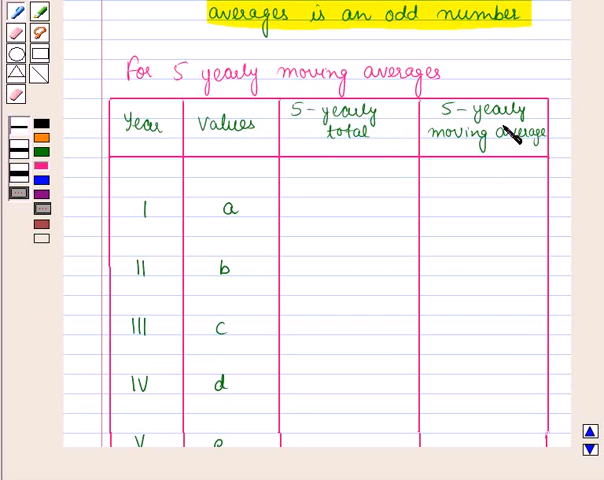 averages is an odd number
For 5 yearly moving averages
Year Values 5-yearly total 5-yearly moving average
I a
II b
III c
IV d
V e